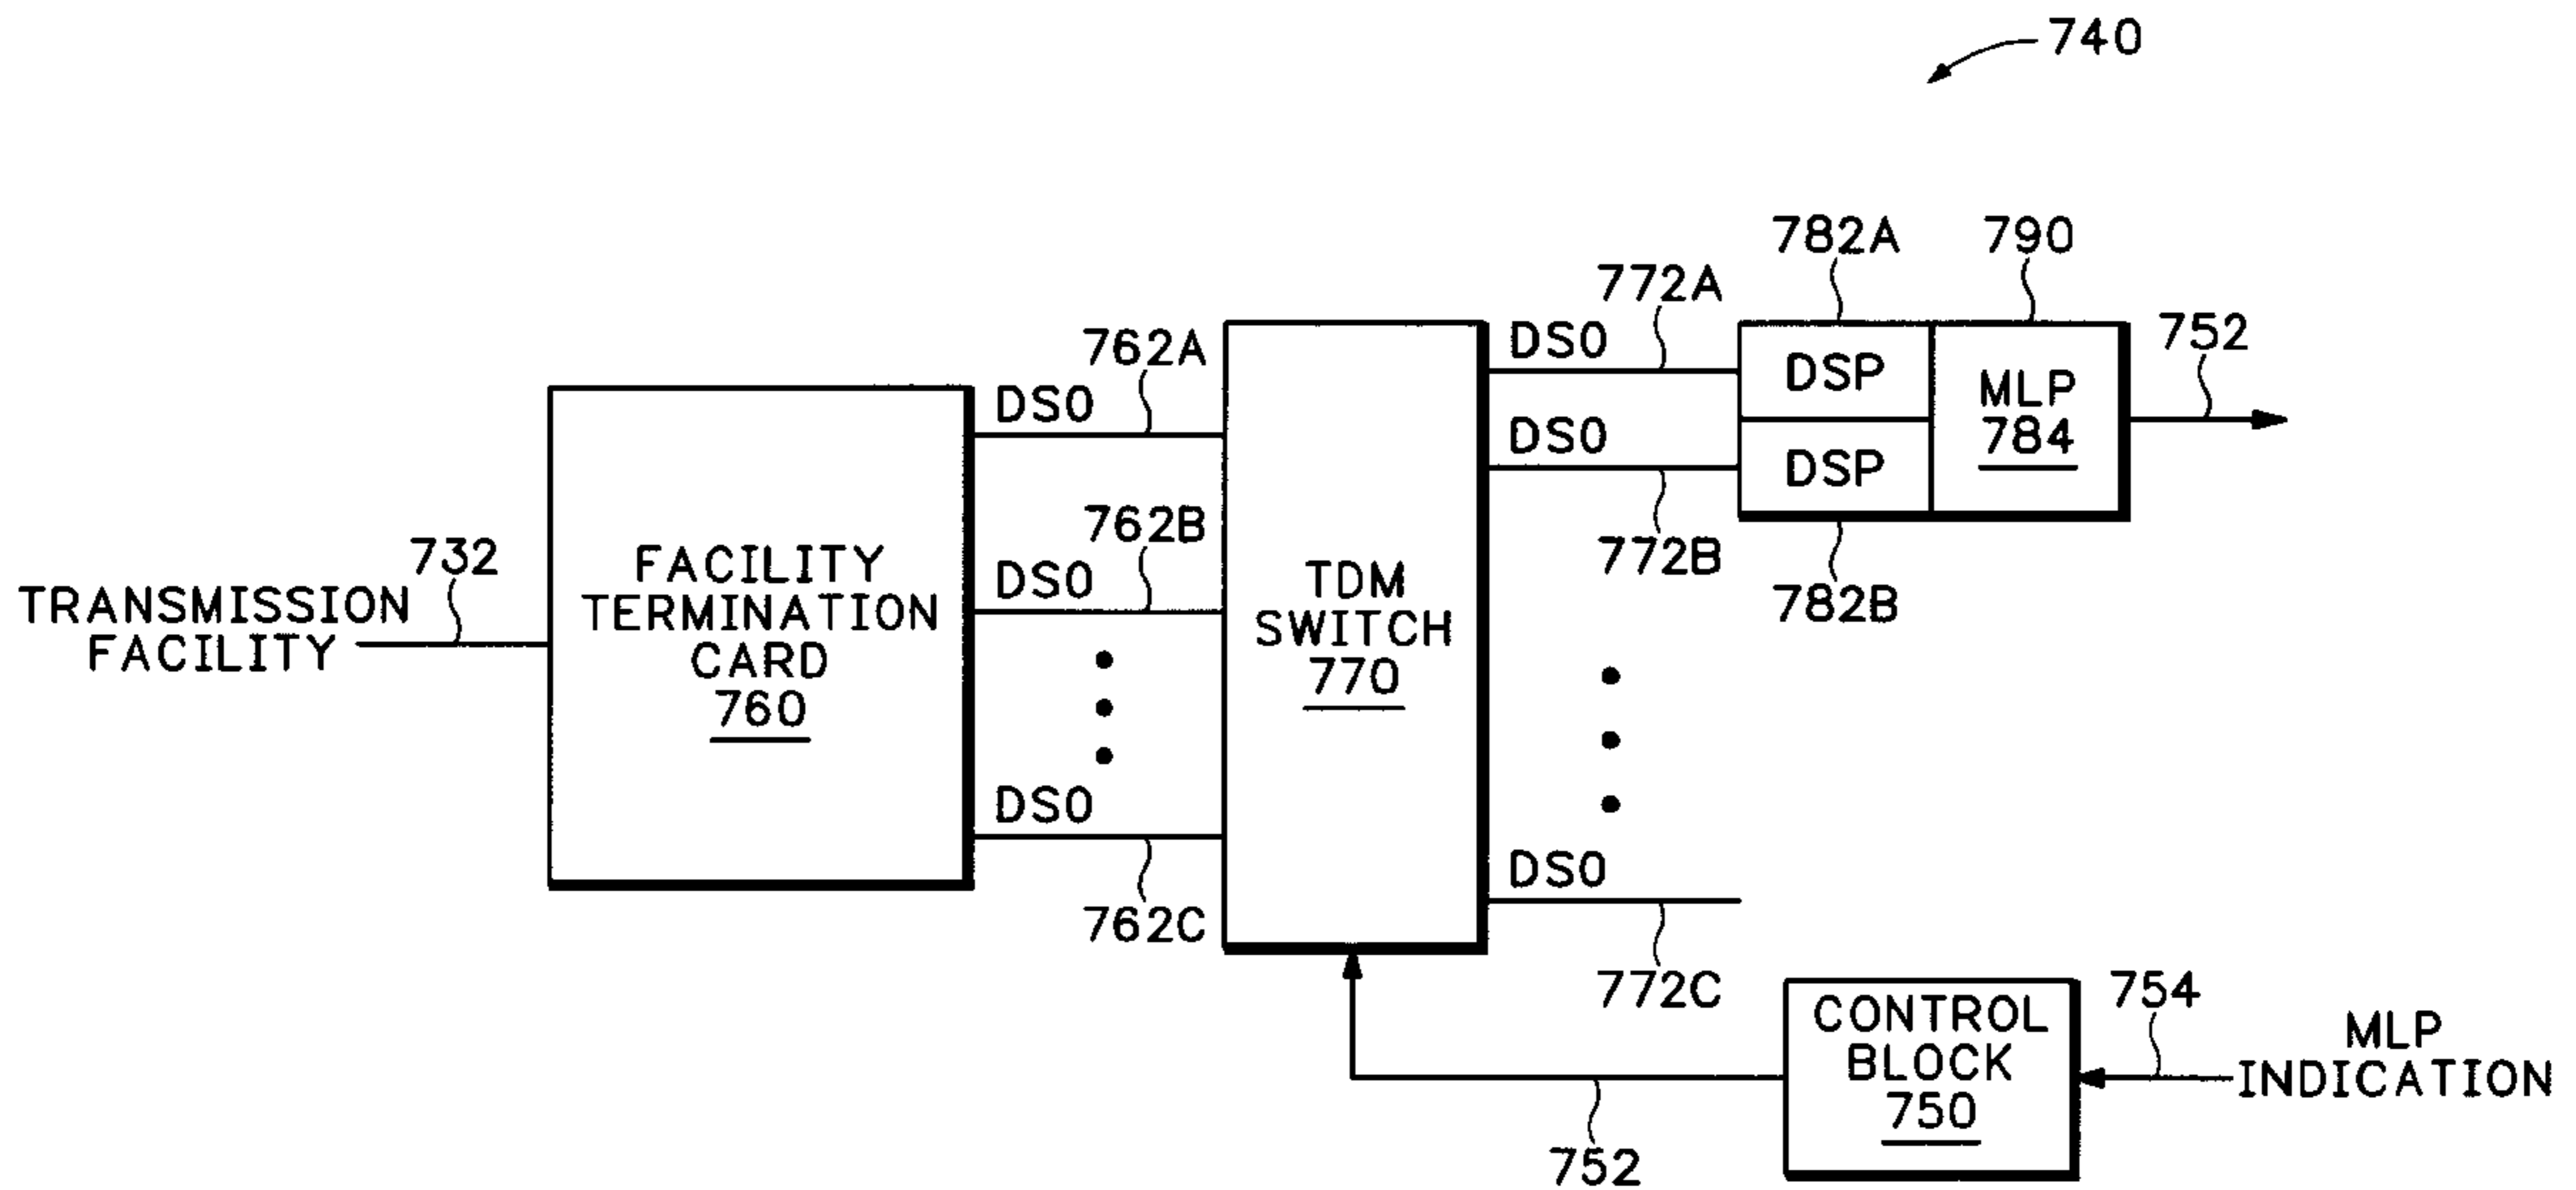 740
782A
790
772A
752
762A
DS0
DS0
DSP
MLP
784
DS0
DS0
DSP
762B
772B
732
DS0
TRANSMISSION
FACILITY
FACILITY
TERMINATION
CARD
760
TDM
SWITCH
770
782B
DS0
DS0
762C
772C
CONTROL
BLOCK
750
754
MLP
INDICATION
752